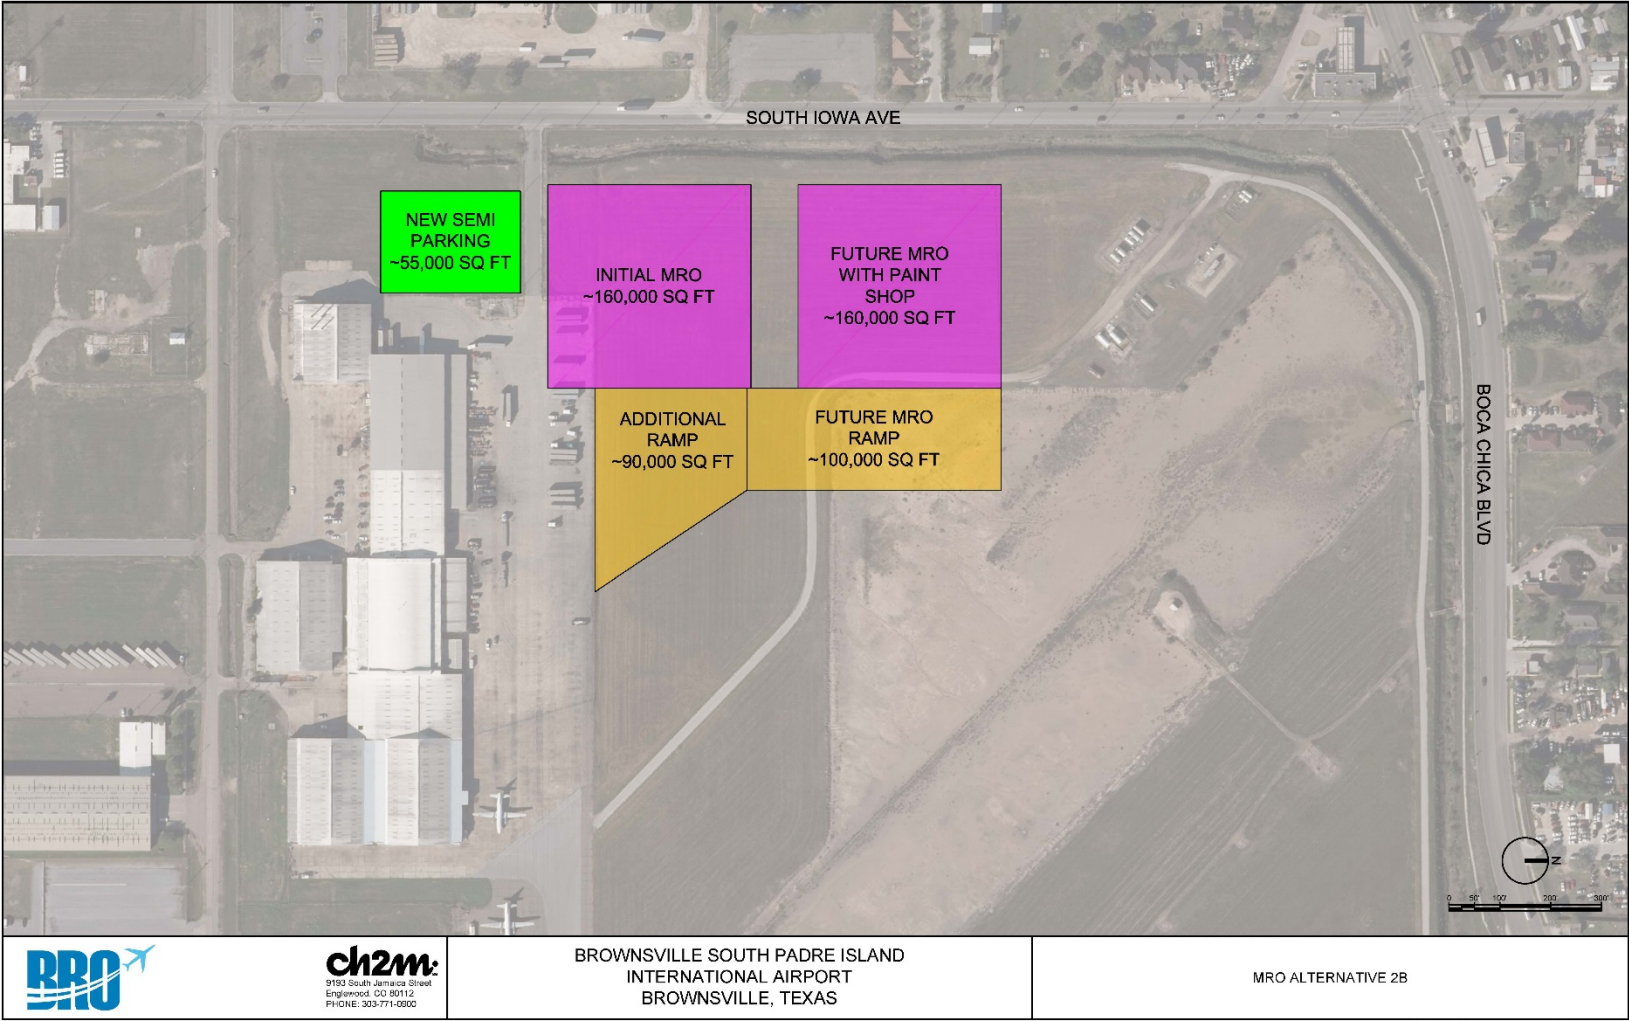 SOUTH IOWA AVE
NEW SEMI
PARKING
~55,000 SQ FT
INITIAL MRO
~160,000 SQ FT
FUTURE MRO
WITH PAINT
SHOP
~160,000 SQ FT
ADDITIONAL
RAMP
~90,000 SQ FT
FUTURE MRO
RAMP
~100,000 SQ FT
BOCA CHICA BLVD
N
0 50' 100' 200' 300'
BRO
ch2m:
9193 South Jamaica Street
Englewood, CO 80112
PHONE: 303-771-0900
BROWNSVILLE SOUTH PADRE ISLAND
INTERNATIONAL AIRPORT
BROWNSVILLE, TEXAS
MRO ALTERNATIVE 2B